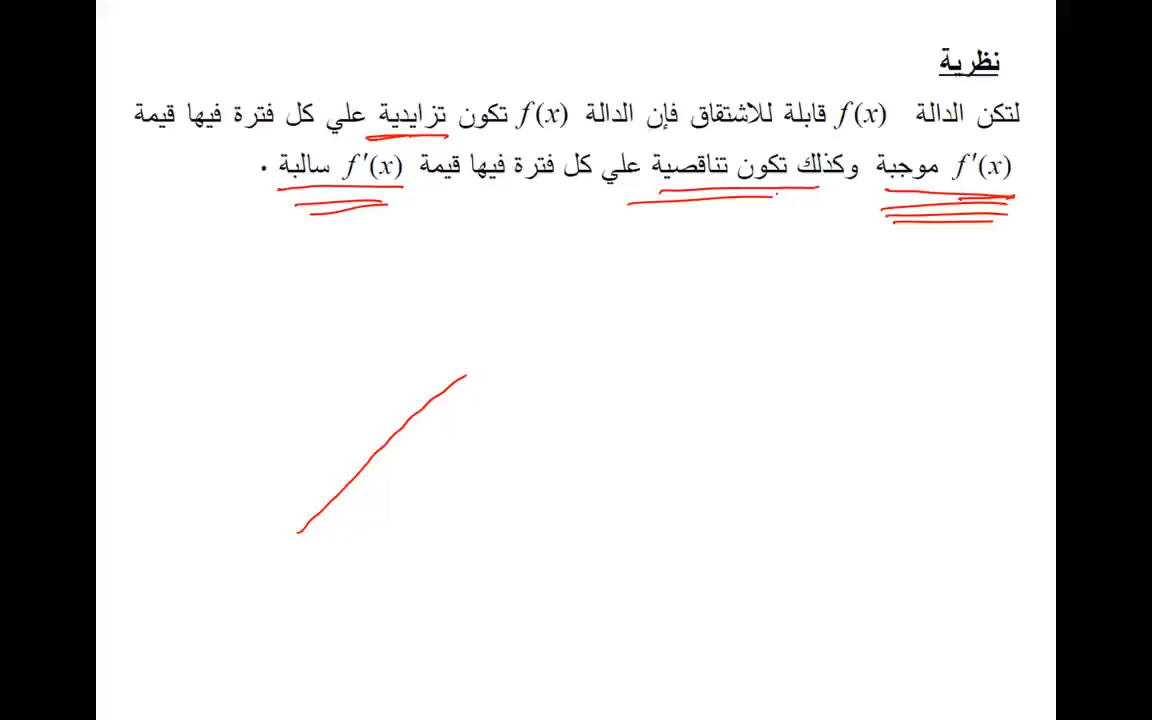 نظرية
لتكن الدالة f(x) قابلة للاشتقاق فإن الدالة f(x) تكون تزايدية علي كل فترة فيها قيمة
f′(x) موجبة وكذلك تكون تناقصية علي كل فترة فيها قيمة f′(x) سالبة .